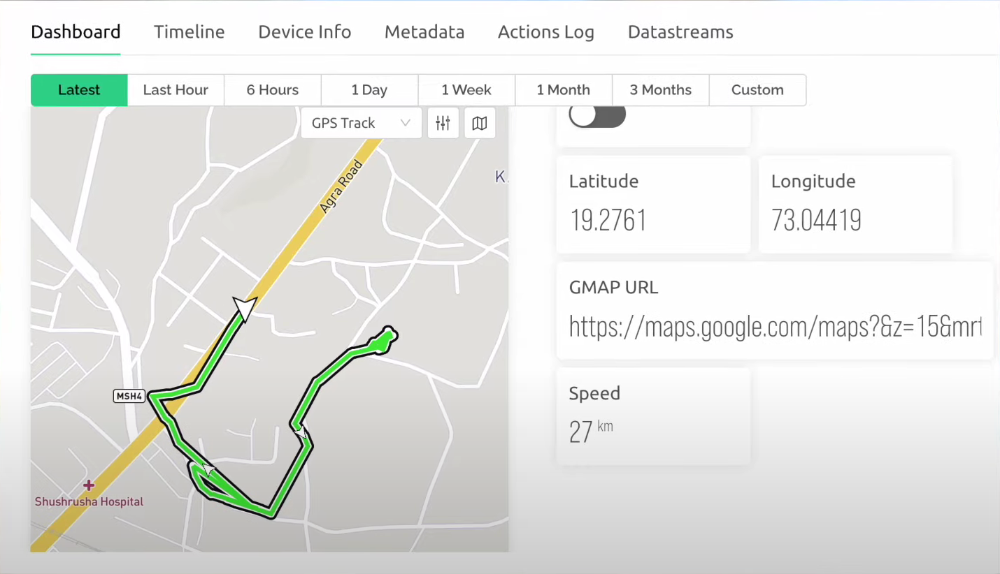 Dashboard Timeline Device Info Metadata Actions Log Datastreams
Latest Last Hour 6 Hours 1 Day 1 Week 1 Month 3 Months Custom
GPS Track
Agra Road
K
MSH4
Shushrusha Hospital
Latitude
19.2761
Longitude
73.04419
GMAP URL
https://maps.google.com/maps?&z=15&mrt
Speed
27 km